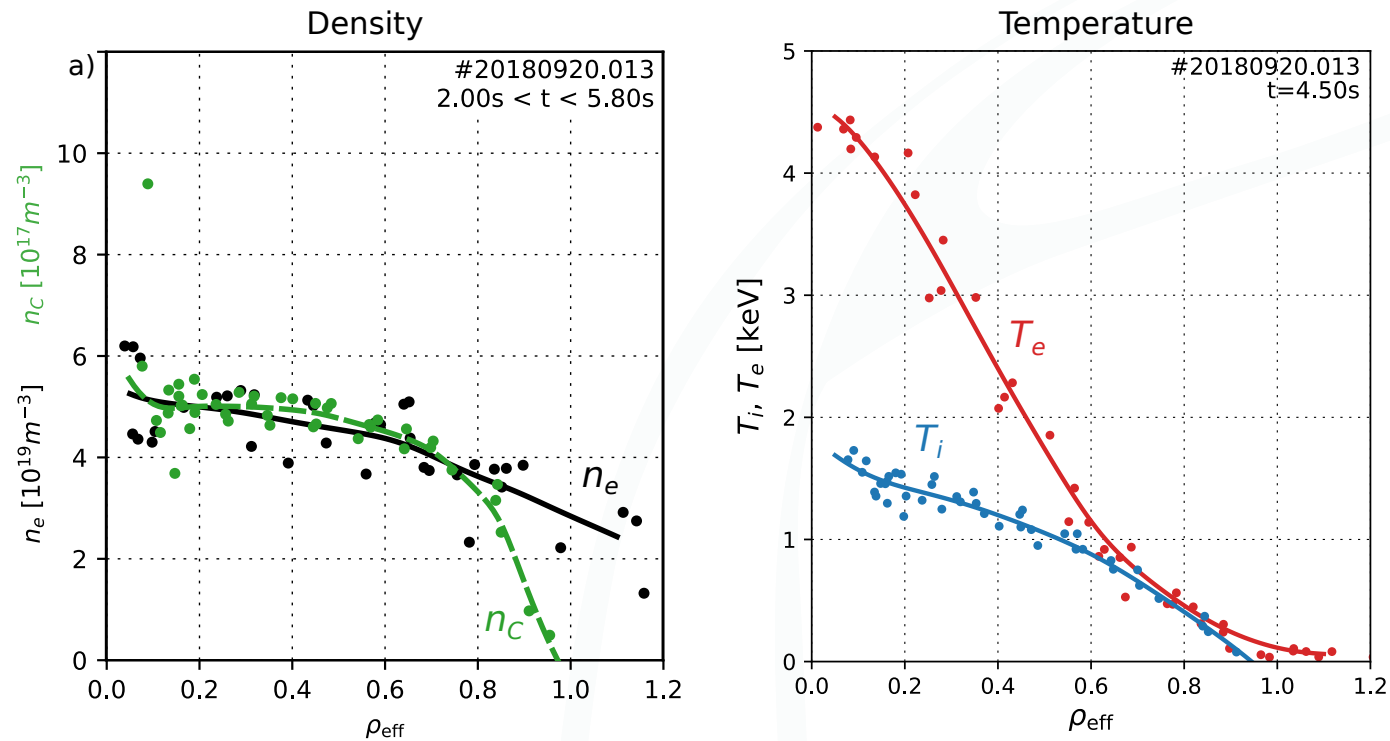 Density
a)
#20180920.013
2.00s < t < 5.80s
n_e [10^19 m^-3]   n_C [10^17 m^-3]
10
8
6
4
2
0
n_e
n_C
0.0 0.2 0.4 0.6 0.8 1.0 1.2
ρ_eff
Temperature
#20180920.013
t=4.50s
T_i, T_e [keV]
5
4
3
2
1
0
T_e
T_i
0.0 0.2 0.4 0.6 0.8 1.0 1.2
ρ_eff